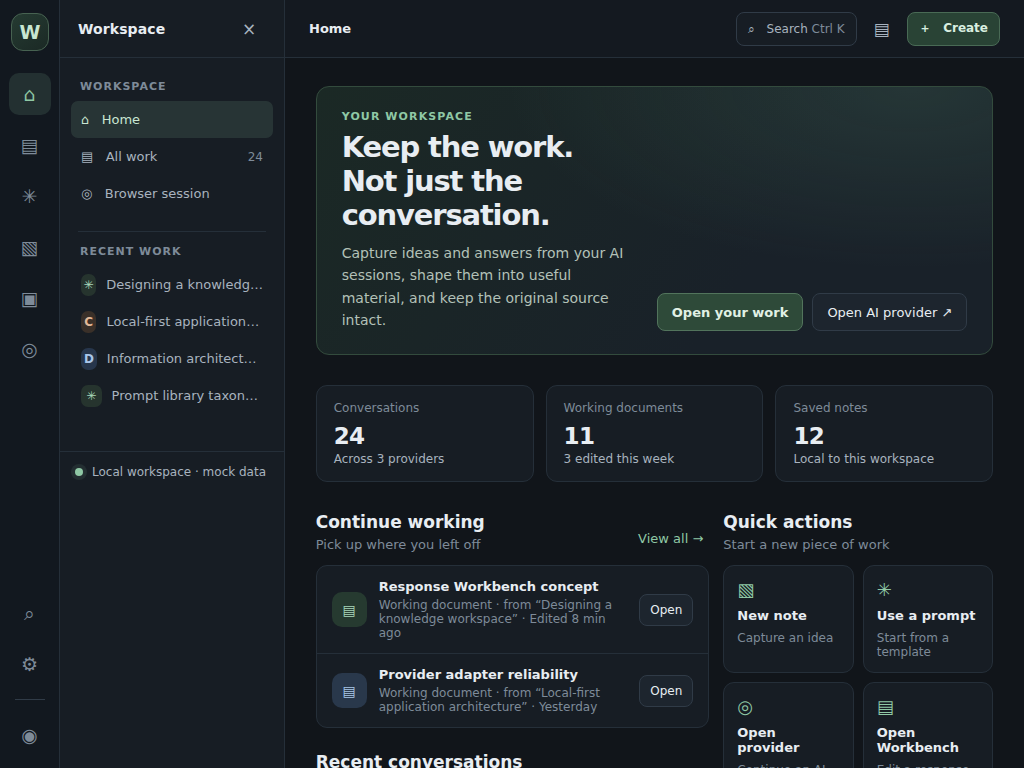 W
Workspace
Home
Search Ctrl K
+ Create
WORKSPACE
Home
All work 24
Browser session
RECENT WORK
Designing a knowledg…
C Local-first application…
D Information architect…
Prompt library taxon…
Local workspace · mock data
YOUR WORKSPACE
Keep the work.
Not just the
conversation.
Capture ideas and answers from your AI
sessions, shape them into useful
material, and keep the original source
intact.
Open your work
Open AI provider ↗
Conversations
24
Across 3 providers
Working documents
11
3 edited this week
Saved notes
12
Local to this workspace
Continue working
Pick up where you left off
View all →
Response Workbench concept
Working document · from “Designing a
knowledge workspace” · Edited 8 min
ago
Open
Provider adapter reliability
Working document · from “Local-first
application architecture” · Yesterday
Open
Recent conversations
Quick actions
Start a new piece of work
New note
Capture an idea
Use a prompt
Start from a
template
Open
provider
Continue an AI
Open
Workbench
Edit a response